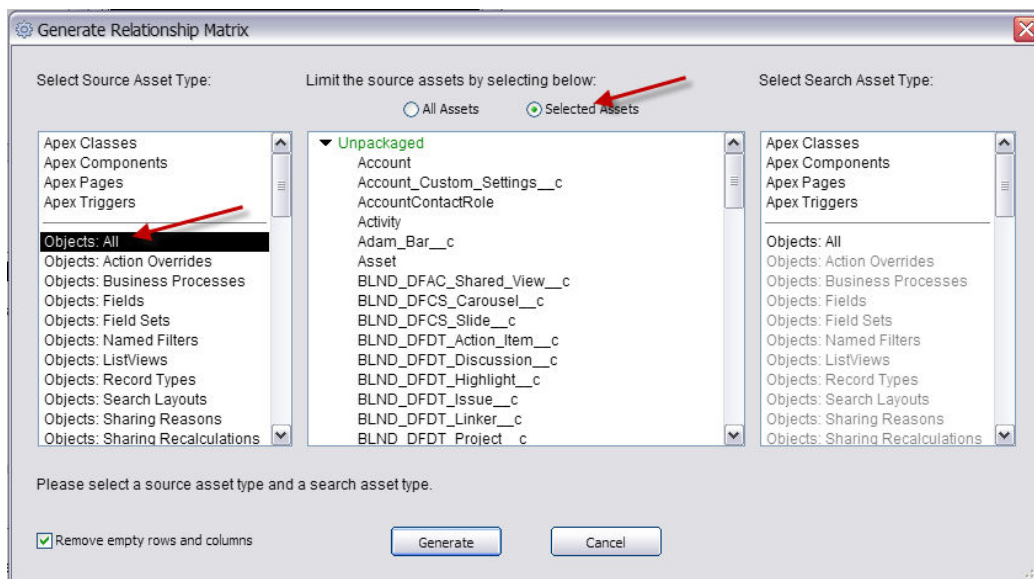 Generate Relationship Matrix
Select Source Asset Type:
Limit the source assets by selecting below:
Select Search Asset Type:
All Assets
Selected Assets
Apex Classes
Apex Components
Apex Pages
Apex Triggers
Objects: All
Objects: Action Overrides
Objects: Business Processes
Objects: Fields
Objects: Field Sets
Objects: Named Filters
Objects: ListViews
Objects: Record Types
Objects: Search Layouts
Objects: Sharing Reasons
Objects: Sharing Recalculations
Unpackaged
Account
Account_Custom_Settings__c
AccountContactRole
Activity
Adam_Bar__c
Asset
BLND_DFAC_Shared_View__c
BLND_DFCS_Carousel__c
BLND_DFCS_Slide__c
BLND_DFDT_Action_Item__c
BLND_DFDT_Discussion__c
BLND_DFDT_Highlight__c
BLND_DFDT_Issue__c
BLND_DFDT_Linker__c
BLND_DFDT_Project__c
Apex Classes
Apex Components
Apex Pages
Apex Triggers
Objects: All
Objects: Action Overrides
Objects: Business Processes
Objects: Fields
Objects: Field Sets
Objects: Named Filters
Objects: ListViews
Objects: Record Types
Objects: Search Layouts
Objects: Sharing Reasons
Objects: Sharing Recalculations
Please select a source asset type and a search asset type.
Remove empty rows and columns
Generate
Cancel